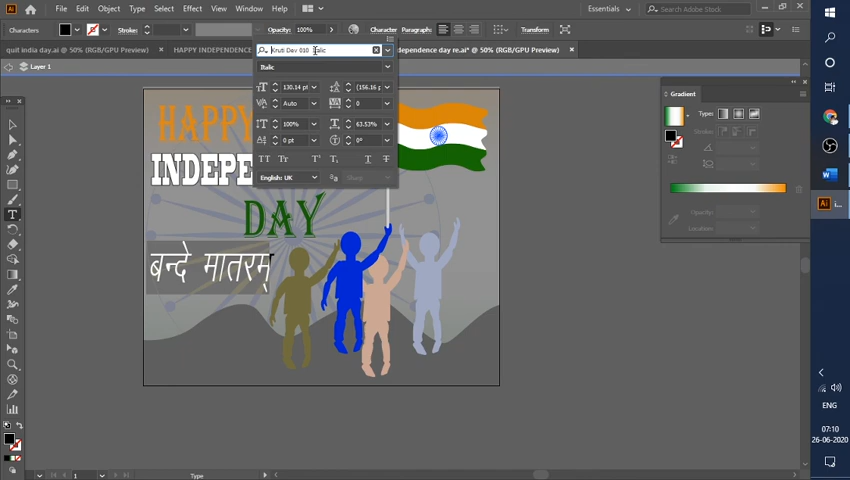 File Edit Object Type Select Effect View Window Help
Essentials
Search Adobe Stock
Characters
Stroke:
Opacity: 100%
Character
Paragraph:
Transform
quit india day.ai @ 50% (RGB/GPU Preview)
HAPPY INDEPENDENCE
dependence day re.ai* @ 50% (RGB/GPU Preview)
Layer 1
Kruti Dev 010 Italic
Italic
130.14 pt
(156.16 p
Auto
0
100%
63.53%
0 pt
0°
English: UK
Sharp
HAPPY
INDEPE
DAY
बन्दे मातरम्
Gradient
Type:
Stroke:
Opacity:
Location:
50%
1
Type
ENG
07:10
26-06-2020